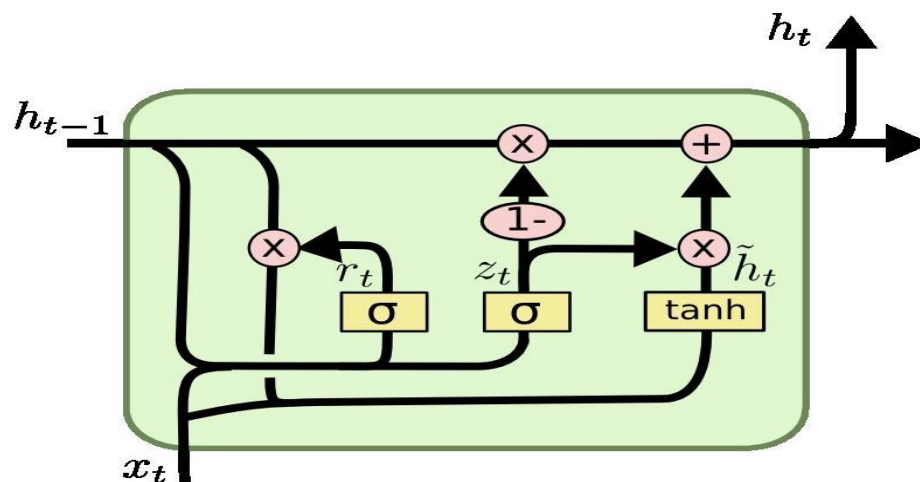 h_t
h_{t-1}
x
+
1-
x
r_t
z_t
x
h̃_t
σ
σ
tanh
x_t